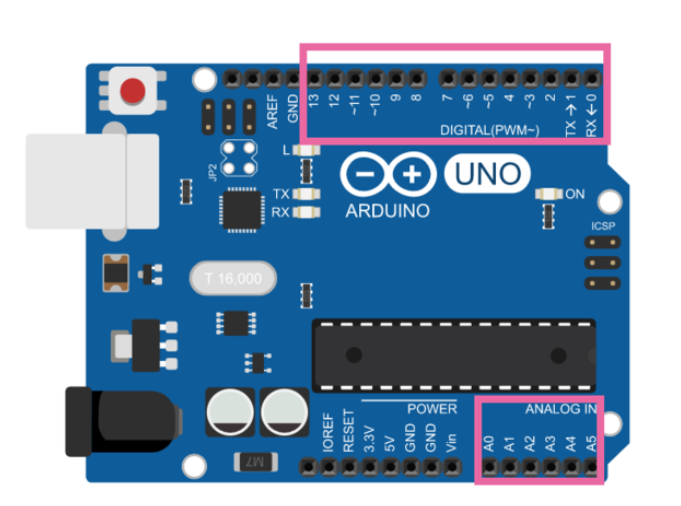 AREF
GND
13
12
~11
~10
9
8
7
~6
~5
4
~3
2
TX→1
RX←0
DIGITAL(PWM~)
L
JP2
TX
RX
UNO
ARDUINO
ON
ICSP
T 16,000
POWER
ANALOG IN
IOREF
RESET
3.3V
5V
GND
GND
Vin
A0
A1
A2
A3
A4
A5
M7